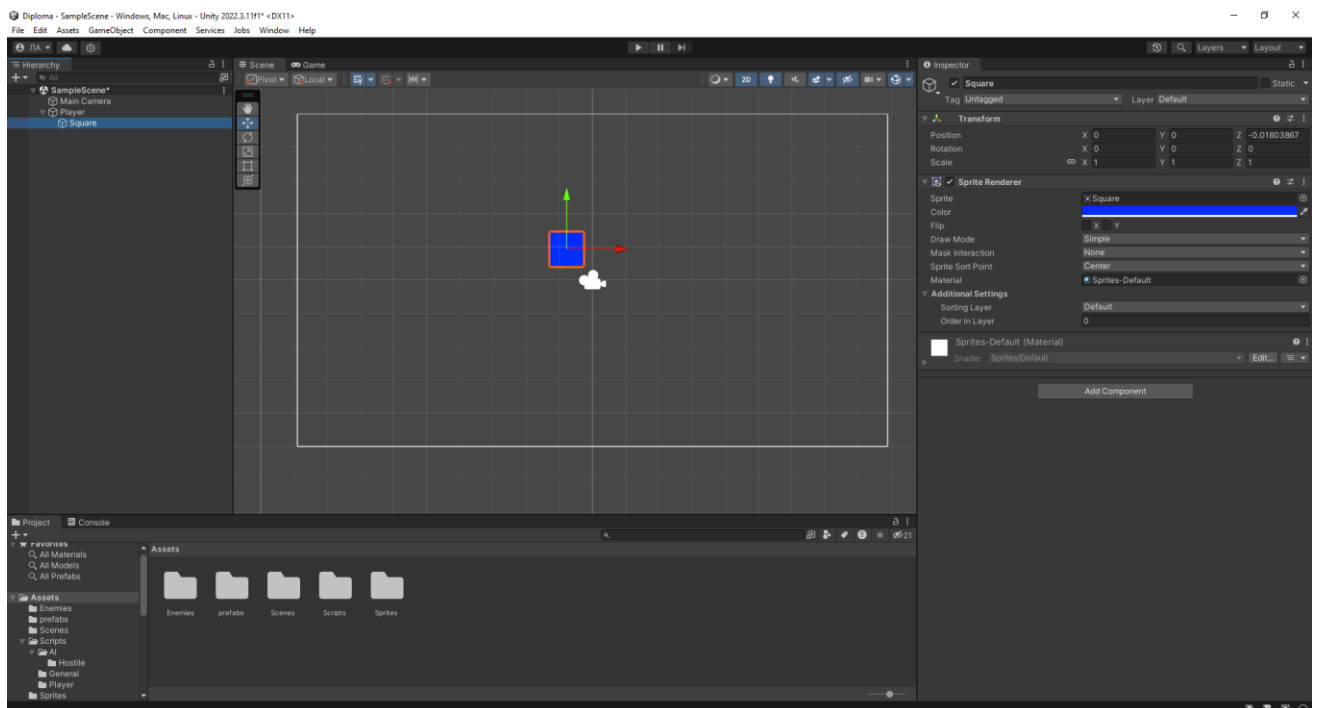 Diploma - SampleScene - Windows, Mac, Linux - Unity 2022.3.11f1* <DX11>
File Edit Assets GameObject Component Services Jobs Window Help
ЛА Layers Layout
Hierarchy
All
SampleScene*
Main Camera
Player
Square
Scene Game
Pivot Local 2D
Inspector
Square Static
Tag Untagged Layer Default
Transform
Position X 0 Y 0 Z -0.01803867
Rotation X 0 Y 0 Z 0
Scale X 1 Y 1 Z 1
Sprite Renderer
Sprite Square
Color
Flip X Y
Draw Mode Simple
Mask Interaction None
Sprite Sort Point Center
Material Sprites-Default
Additional Settings
Sorting Layer Default
Order in Layer 0
Sprites-Default (Material)
Shader Sprites/Default Edit...
Add Component
Project Console
21
Favorites
All Materials
All Models
All Prefabs
Assets
Enemies
prefabs
Scenes
Scripts
AI
Hostile
General
Player
Sprites
Assets
Enemies prefabs Scenes Scripts Sprites